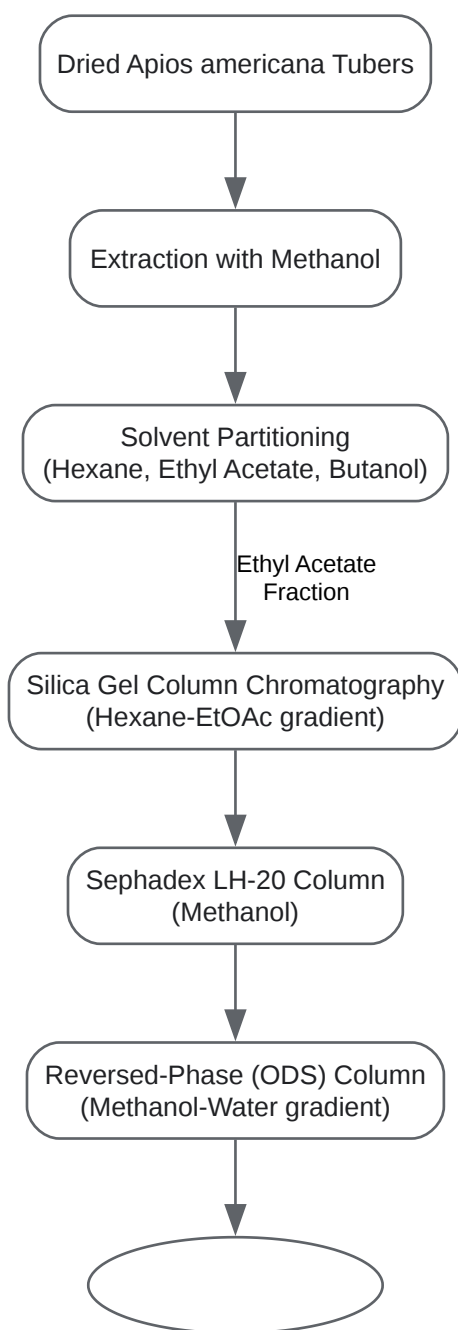 Dried Apios americana Tubers
Extraction with Methanol
Solvent Partitioning
(Hexane, Ethyl Acetate, Butanol)
Ethyl Acetate
Fraction
Silica Gel Column Chromatography
(Hexane-EtOAc gradient)
Sephadex LH-20 Column
(Methanol)
Reversed-Phase (ODS) Column
(Methanol-Water gradient)